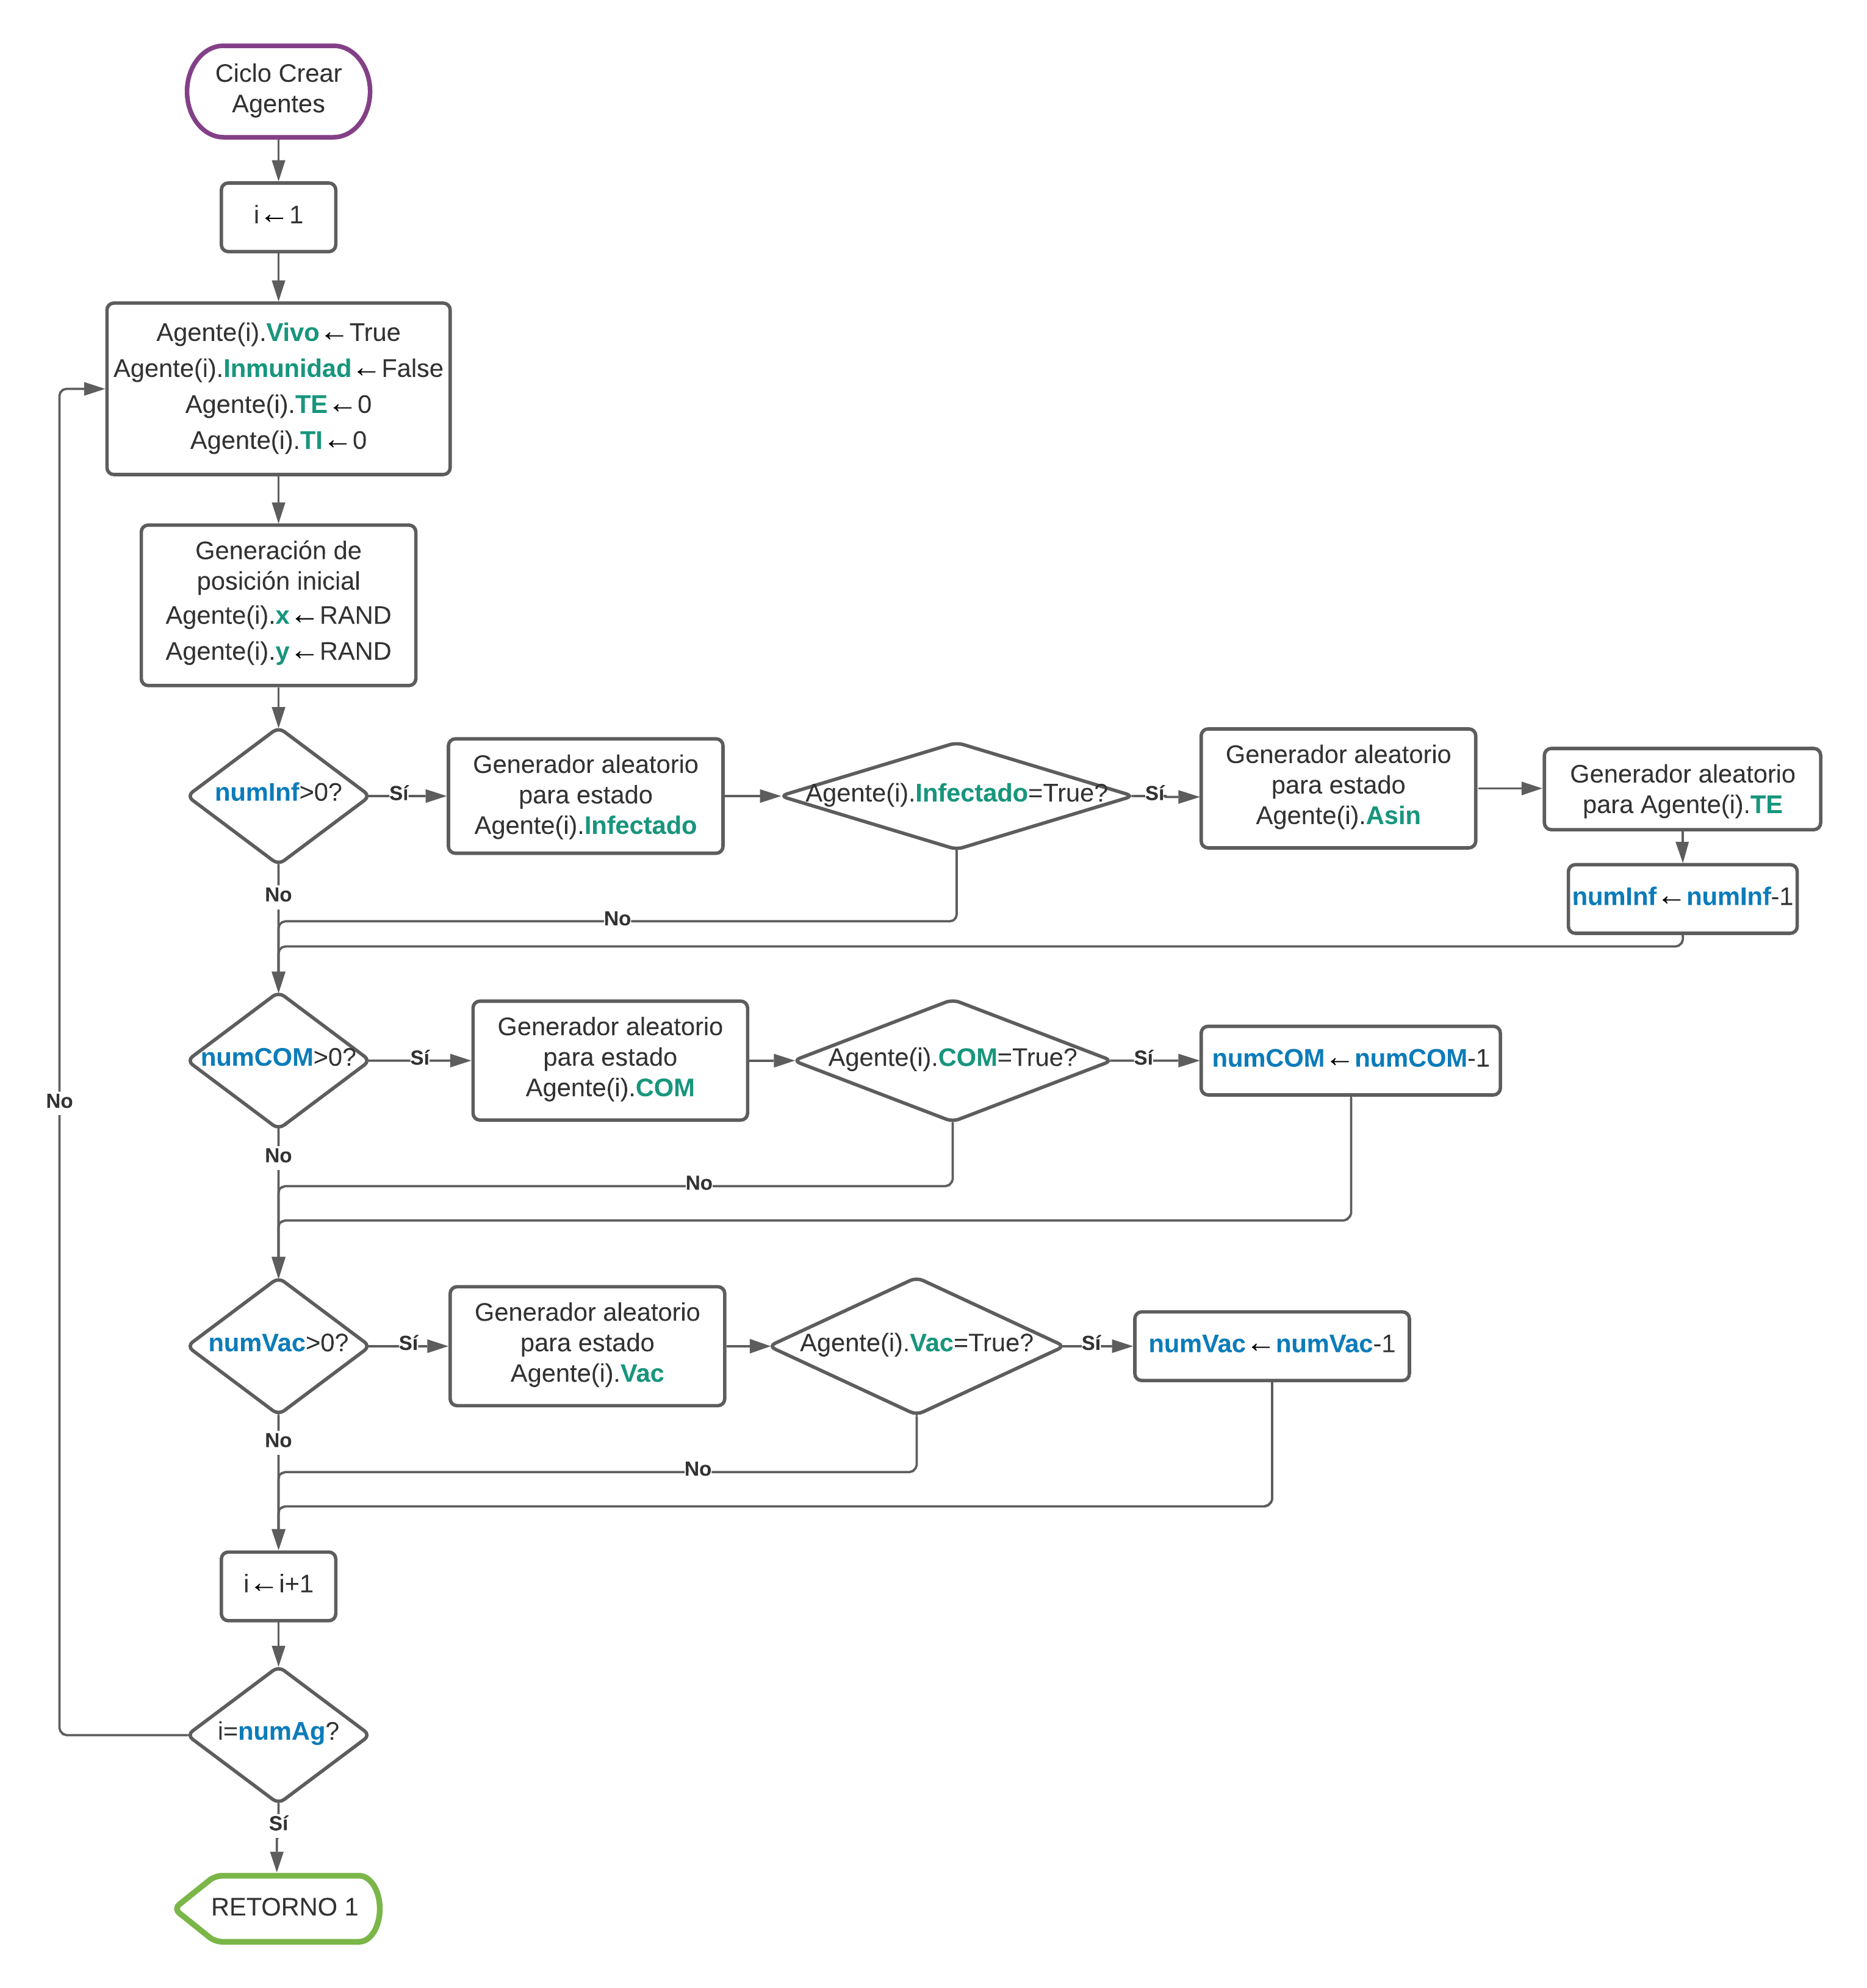 Ciclo Crear
Agentes
i←1
Agente(i).Vivo←True
Agente(i).Inmunidad←False
Agente(i).TE←0
Agente(i).TI←0
Generación de
posición inicial
Agente(i).x←RAND
Agente(i).y←RAND
numInf>0?
Sí
Generador aleatorio
para estado
Agente(i).Infectado
Agente(i).Infectado=True?
Sí
Generador aleatorio
para estado
Agente(i).Asin
Generador aleatorio
para Agente(i).TE
numInf←numInf-1
No
No
numCOM>0?
Sí
Generador aleatorio
para estado
Agente(i).COM
Agente(i).COM=True?
Sí
numCOM←numCOM-1
No
No
No
numVac>0?
Sí
Generador aleatorio
para estado
Agente(i).Vac
Agente(i).Vac=True?
Sí
numVac←numVac-1
No
No
i←i+1
i=numAg?
Sí
RETORNO 1